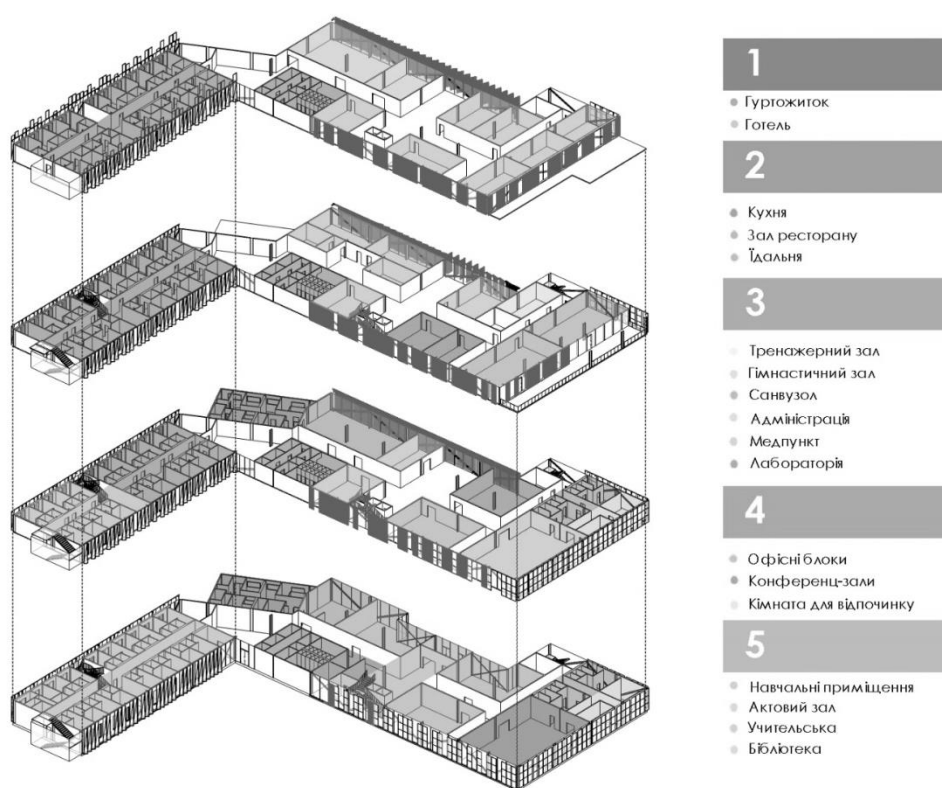 1
Гуртожиток
Готель
2
Кухня
Зал ресторану
Їдальня
3
Тренажерний зал
Гімнастичний зал
Санвузол
Адміністрація
Медпункт
Лабораторія
4
Офісні блоки
Конференц-зали
Кімната для відпочинку
5
Навчальні приміщення
Актовий зал
Учительська
Бібліотека